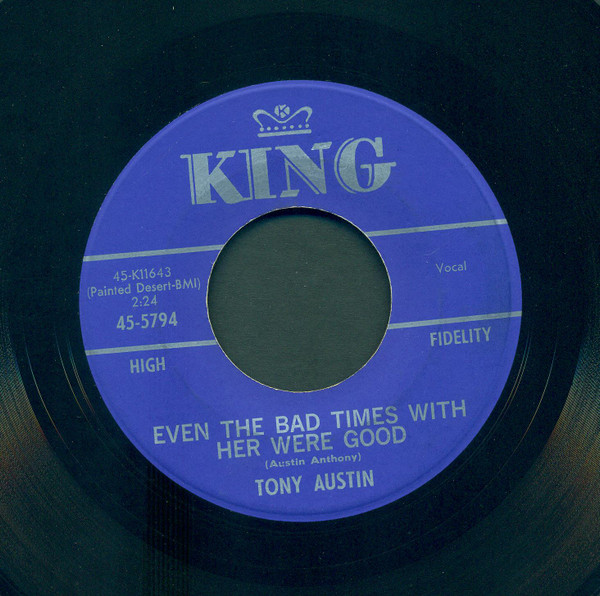 K
KING
45-K11643
(Painted Desert-BMI)
2:24
45-5794
Vocal
HIGH
FIDELITY
EVEN THE BAD TIMES WITH
HER WERE GOOD
(Austin Anthony)
TONY AUSTIN